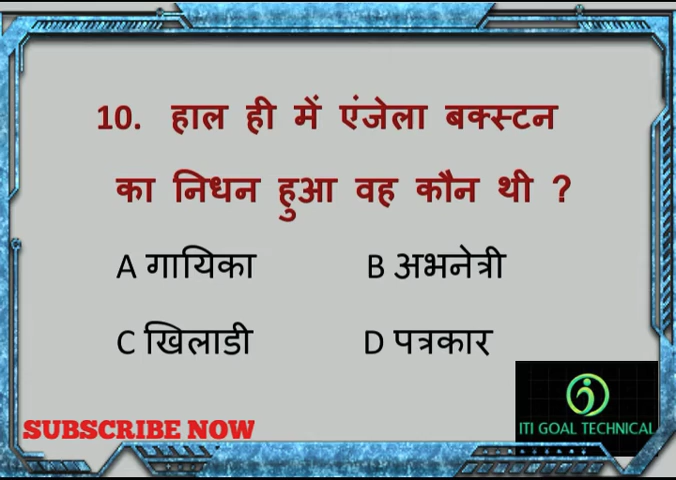 10. हाल ही में एंजेला बक्स्टन
का निधन हुआ वह कौन थी ?
A गायिका B अभनेत्री
C खिलाडी D पत्रकार
ITI GOAL TECHNICAL
SUBSCRIBE NOW